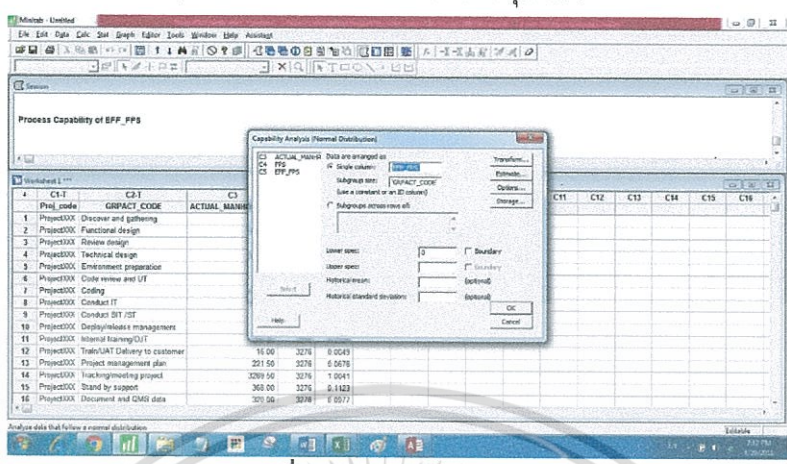 Minitab - Untitled
File Edit Data Calc Stat Graph Editor Tools Window Help Assistant
Session
Process Capability of EFF_FPS
Capability Analysis (Normal Distribution)
C3 ACTUAL_MANHR
C4 FPS
C5 EFF_FPS
Data are arranged as
Single column:
Subgroup size: 'GRPACT_CODE'
(use a constant or an ID column)
Subgroups across rows of:
Transform...
Estimate...
Options...
Storage...
Lower spec: 0 Boundary
Upper spec: Boundary
Historical mean: (optional)
Historical standard deviation: (optional)
Select
Help
OK
Cancel
Worksheet 1 ***
C1-T C2-T C3 C11 C12 C13 C14 C15 C16
Proj_code GRPACT_CODE ACTUAL_MANHO
1 ProjectXXX Discover and gathering
2 ProjectXXX Functional design
3 ProjectXXX Review design
4 ProjectXXX Technical design
5 ProjectXXX Environment preparation
6 ProjectXXX Code review and UT
7 ProjectXXX Coding
8 ProjectXXX Conduct IT
9 ProjectXXX Conduct SIT /ST
10 ProjectXXX Deploy/release management
11 ProjectXXX Internal training/OJT
12 ProjectXXX Train/UAT Delivery to customer 16.00 3276 0.0049
13 ProjectXXX Project management plan 221.50 3276 0.0676
14 ProjectXXX Tracking/meeting project 3289.50 3276 1.0041
15 ProjectXXX Stand by support 368.00 3276 0.1123
16 ProjectXXX Document and QMS data 320.00 3276 0.0977
Analyze data that follow a normal distribution
Editable